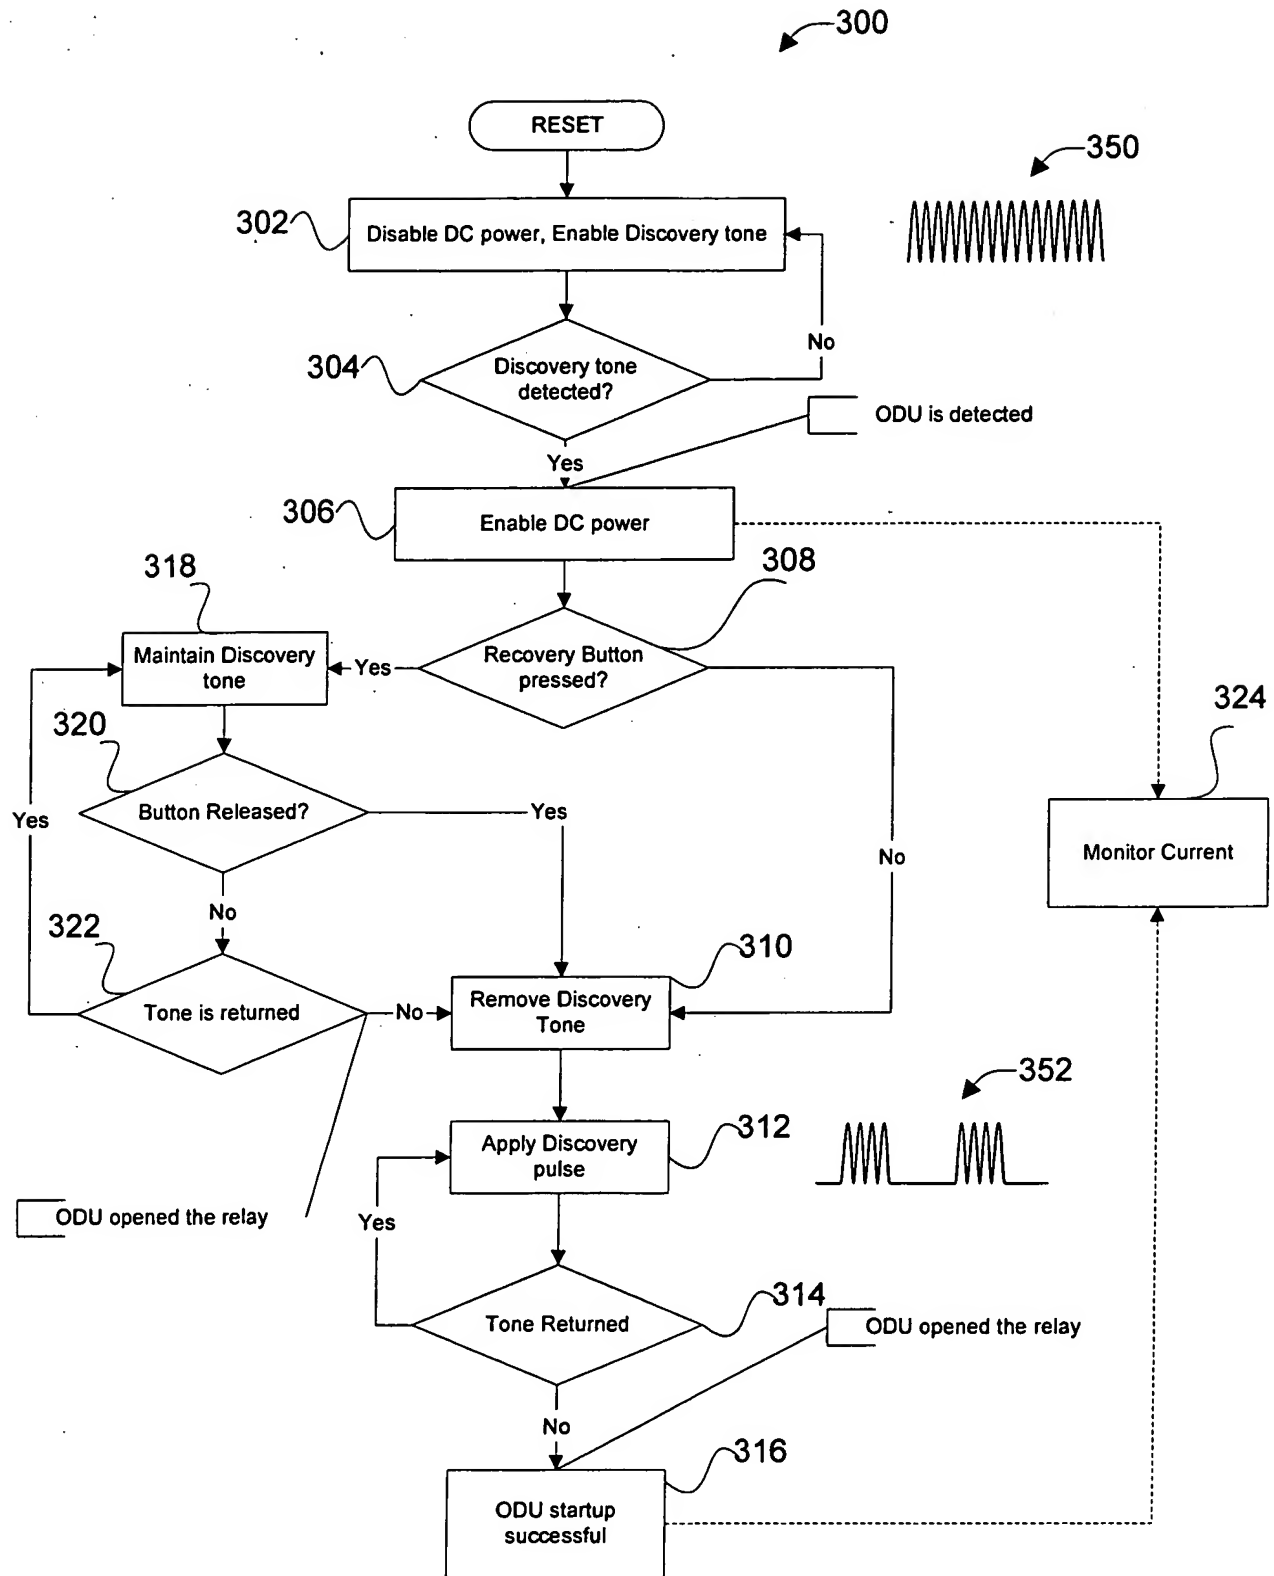 300
RESET
350
302
Disable DC power, Enable Discovery tone
No
304
Discovery tone
detected?
ODU is detected
Yes
306
Enable DC power
318
308
Maintain Discovery
tone
Yes
Recovery Button
pressed?
324
320
Yes
Button Released?
Yes
No
Monitor Current
No
322
310
Tone is returned
No
Remove Discovery
Tone
352
312
Apply Discovery
pulse
ODU opened the relay
Yes
314
Tone Returned
ODU opened the relay
No
316
ODU startup
successful